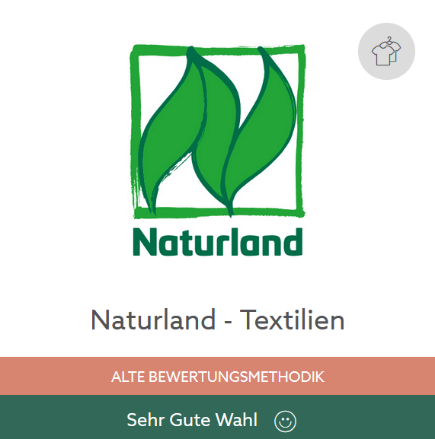 Naturland
Naturland - Textilien
ALTE BEWERTUNGSMETHODIK
Sehr Gute Wahl